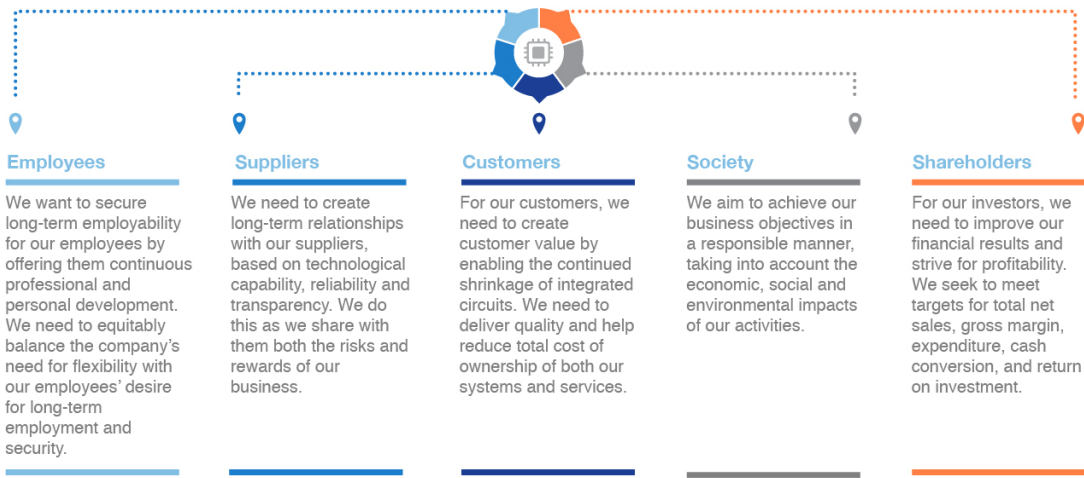 Employees
We want to secure
long-term employability
for our employees by
offering them continuous
professional and
personal development.
We need to equitably
balance the company’s
need for flexibility with
our employees’ desire
for long-term
employment and
security.
Suppliers
We need to create
long-term relationships
with our suppliers,
based on technological
capability, reliability and
transparency. We do
this as we share with
them both the risks and
rewards of our
business.
Customers
For our customers, we
need to create
customer value by
enabling the continued
shrinkage of integrated
circuits. We need to
deliver quality and help
reduce total cost of
ownership of both our
systems and services.
Society
We aim to achieve our
business objectives in
a responsible manner,
taking into account the
economic, social and
environmental impacts
of our activities.
Shareholders
For our investors, we
need to improve our
financial results and
strive for profitability.
We seek to meet
targets for total net
sales, gross margin,
expenditure, cash
conversion, and return
on investment.